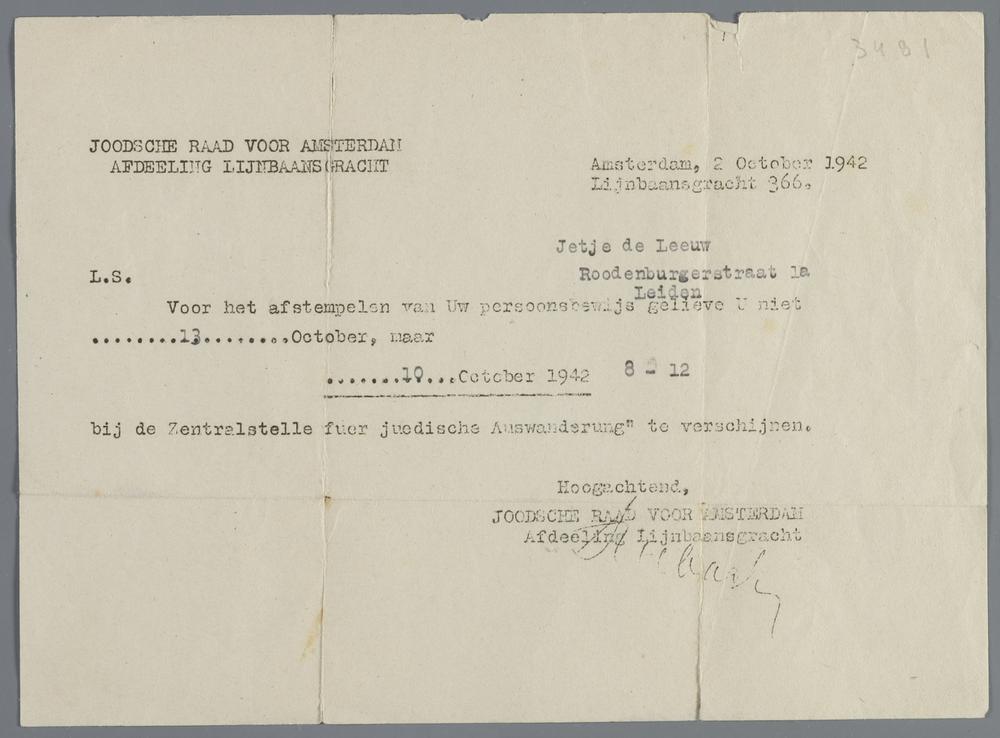 3491
JOODSCHE RAAD VOOR AMSTERDAM
AFDEELING LIJNBAANSGRACHT
Amsterdam, 2 October 1942
Lijnbaansgracht 366.
Jetje de Leeuw
Roodenburgerstraat 1a
Leiden
L.S.
Voor het afstempelen van Uw persoonsbewijs gelieve U niet
.........13.........October, maar
........10...October 1942 8 - 12
bij de Zentralstelle fuer juedische Auswanderung" te verschijnen.
Hoogachtend,
JOODSCHE RAAD VOOR AMSTERDAM
Afdeeling Lijnbaansgracht